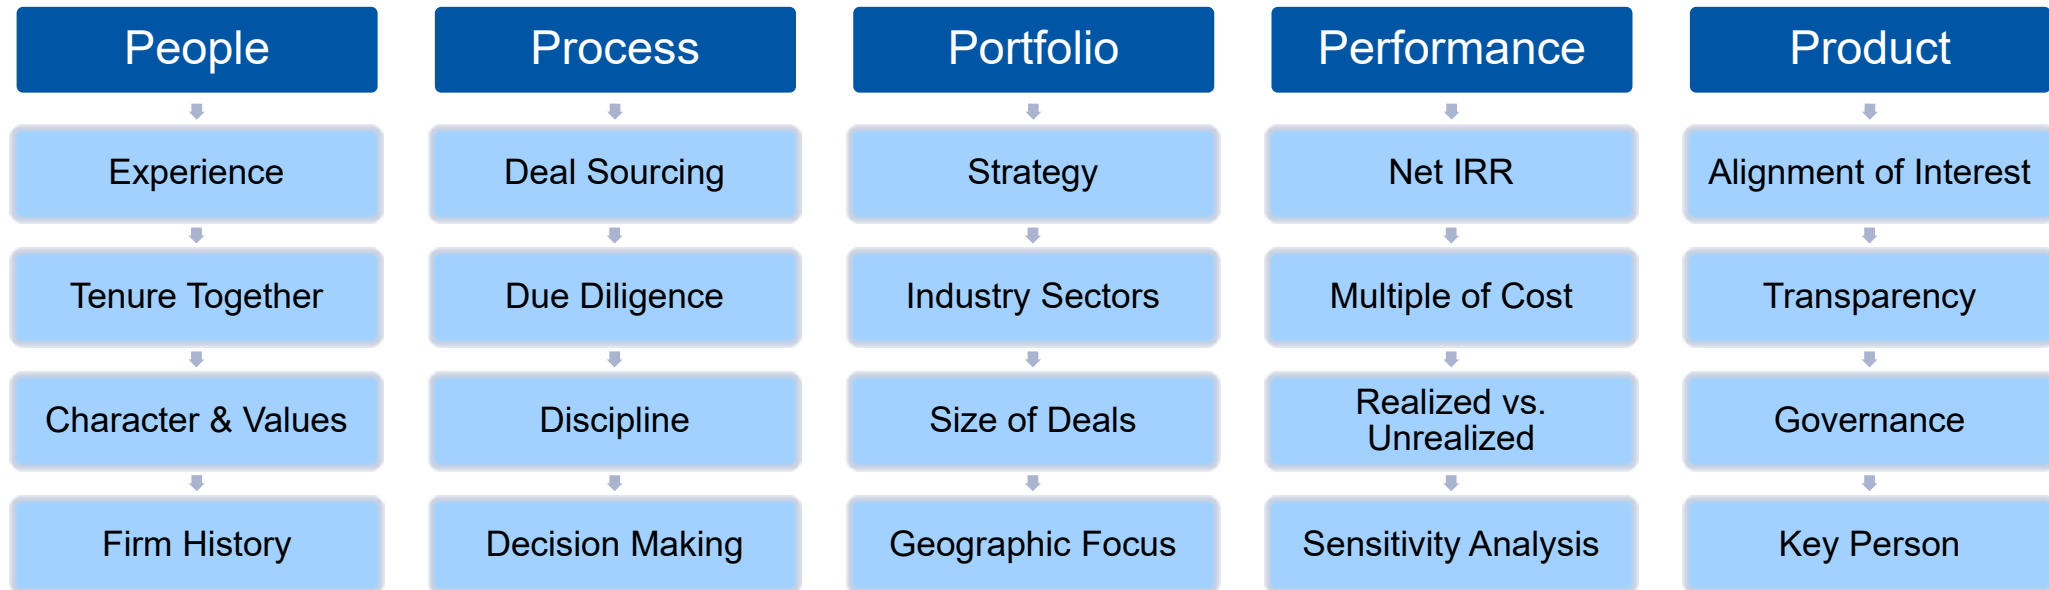 People
Experience
Tenure Together
Character & Values
Firm History
Process
Deal Sourcing
Due Diligence
Discipline
Decision Making
Portfolio
Strategy
Industry Sectors
Size of Deals
Geographic Focus
Performance
Net IRR
Multiple of Cost
Realized vs.
Unrealized
Sensitivity Analysis
Product
Alignment of Interest
Transparency
Governance
Key Person